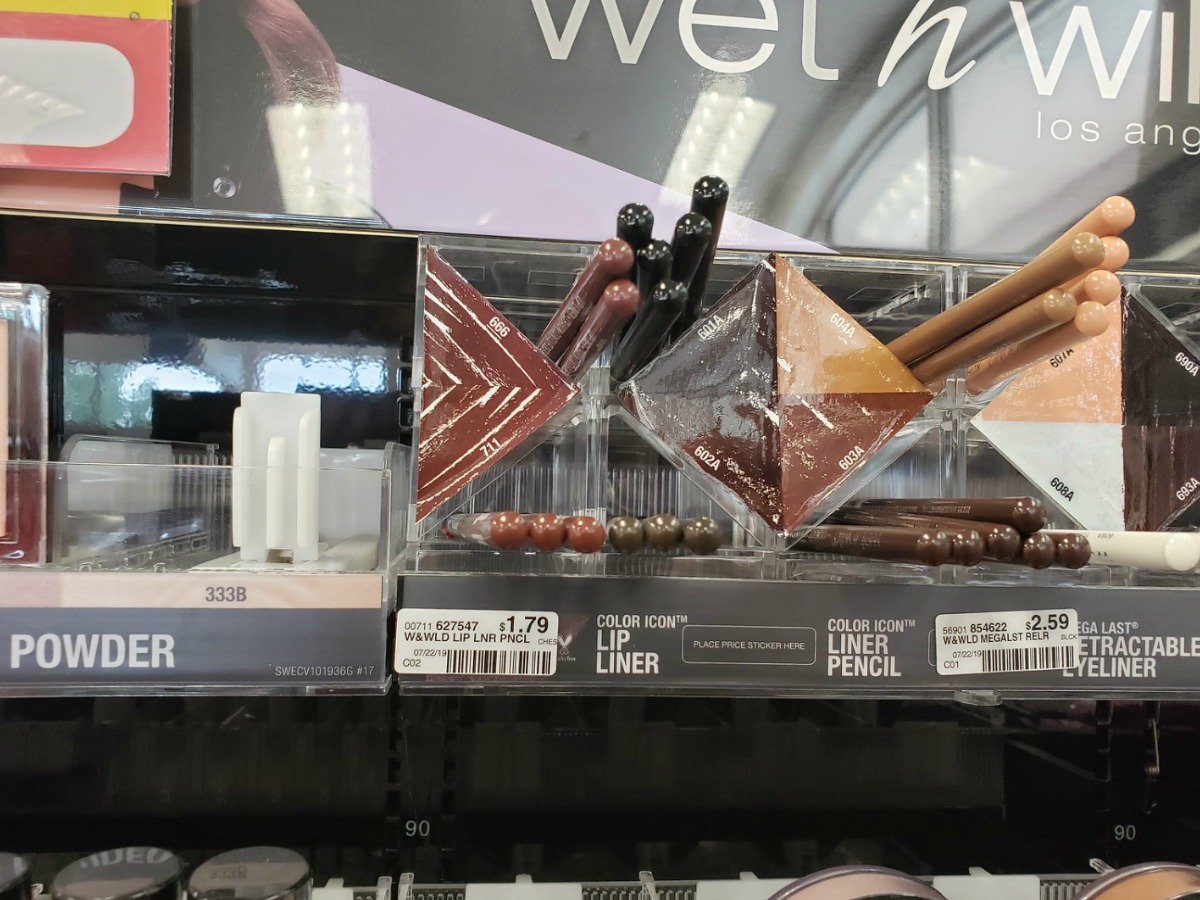 wet n wil
los ang
666
711
601A
602A
604A
603A
607A
608A
690A
693A
333B
POWDER
SWECV101936G #17
00711 627547 $1.79
W&WLD LIP LNR PNCL CHES
07/22/19
C02
COLOR ICON™
LIP
LINER
PLACE PRICE STICKER HERE
COLOR ICON™
LINER
PENCIL
56901 854622 $2.59
W&WLD MEGALST RELR BLCK
07/22/19
C01
EGA LAST®
ETRACTABLE
EYELINER
90
90
333B